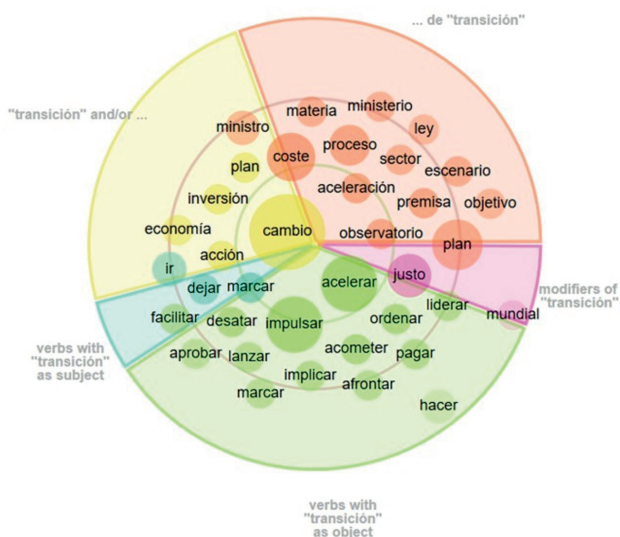 ... de "transición"
"transición" and/or ...
materia
ministerio
ministro
ley
coste
proceso
sector
plan
escenario
aceleración
inversión
premisa
objetivo
economía
cambio
observatorio
plan
acción
ir
justo
dejar
marcar
acelerar
modifiers of
"transición"
liderar
mundial
facilitar
desatar
impulsar
ordenar
verbs with
"transición"
as subject
aprobar
lanzar
acometer
pagar
implicar
afrontar
marcar
hacer
verbs with
"transición"
as object